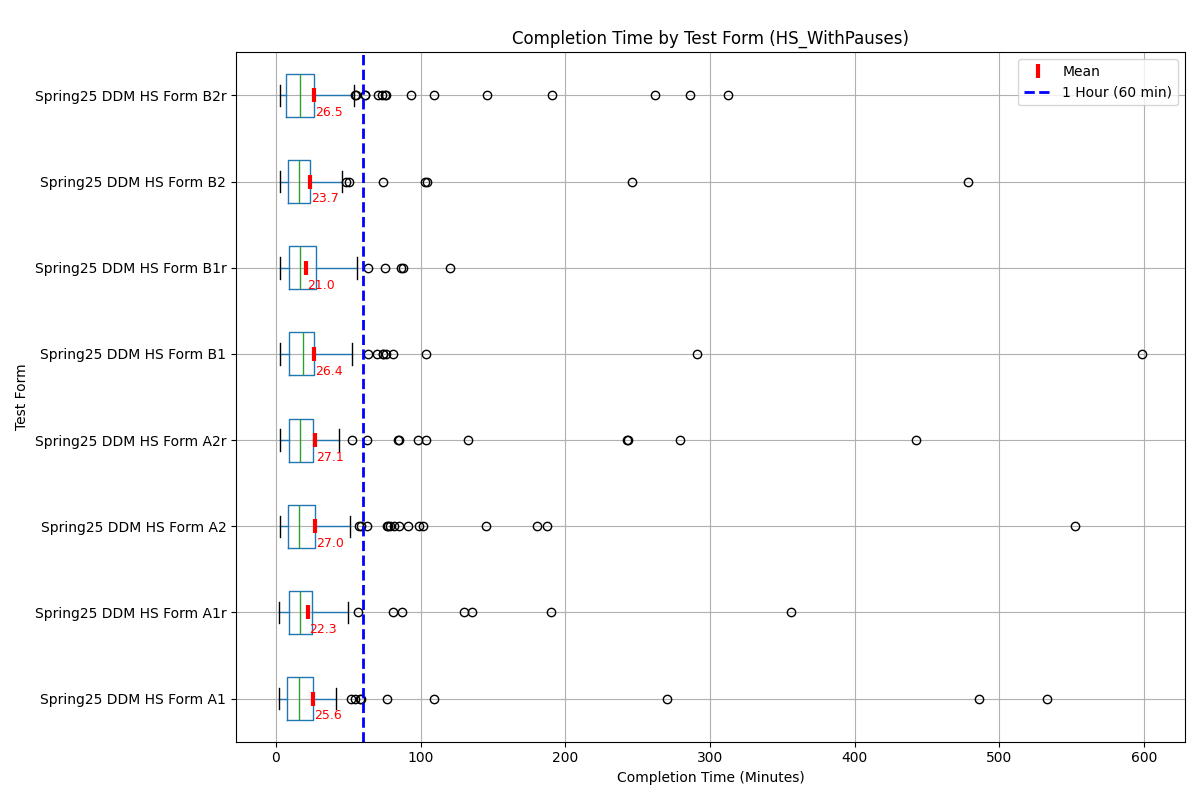 Completion Time by Test Form (HS_WithPauses)
Mean
1 Hour (60 min)
Test Form
Spring25 DDM HS Form B2r
26.5
Spring25 DDM HS Form B2
23.7
Spring25 DDM HS Form B1r
21.0
Spring25 DDM HS Form B1
26.4
Spring25 DDM HS Form A2r
27.1
Spring25 DDM HS Form A2
27.0
Spring25 DDM HS Form A1r
22.3
Spring25 DDM HS Form A1
25.6
0 100 200 300 400 500 600
Completion Time (Minutes)